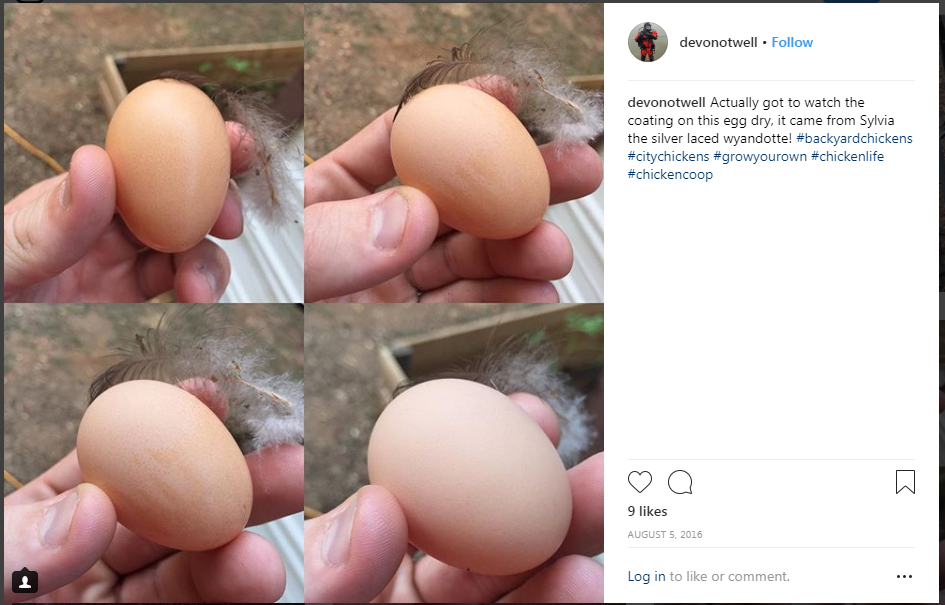 devonotwell • Follow
devonotwell Actually got to watch the
coating on this egg dry, it came from Sylvia
the silver laced wyandotte! #backyardchickens
#citychickens #growyourown #chickenlife
#chickencoop
9 likes
AUGUST 5, 2016
Log in to like or comment.